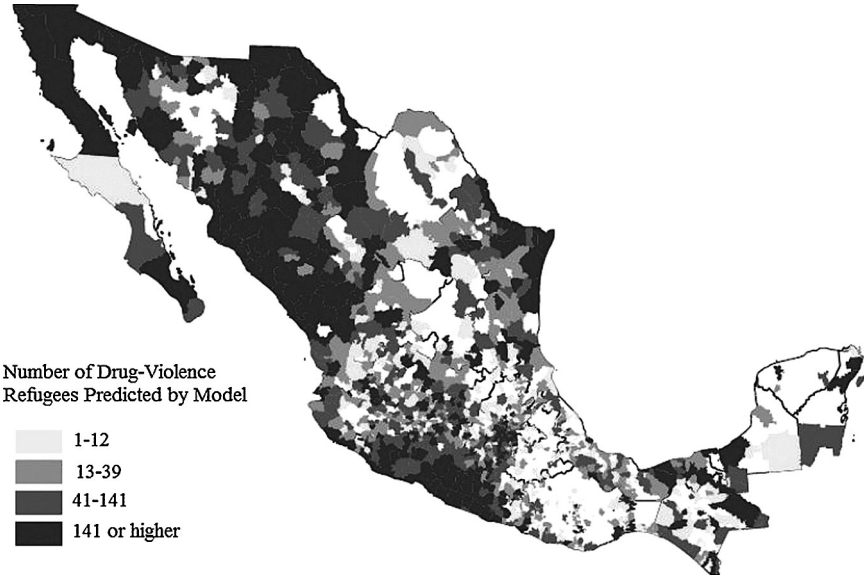 Number of Drug-Violence
Refugees Predicted by Model
1-12
13-39
41-141
141 or higher